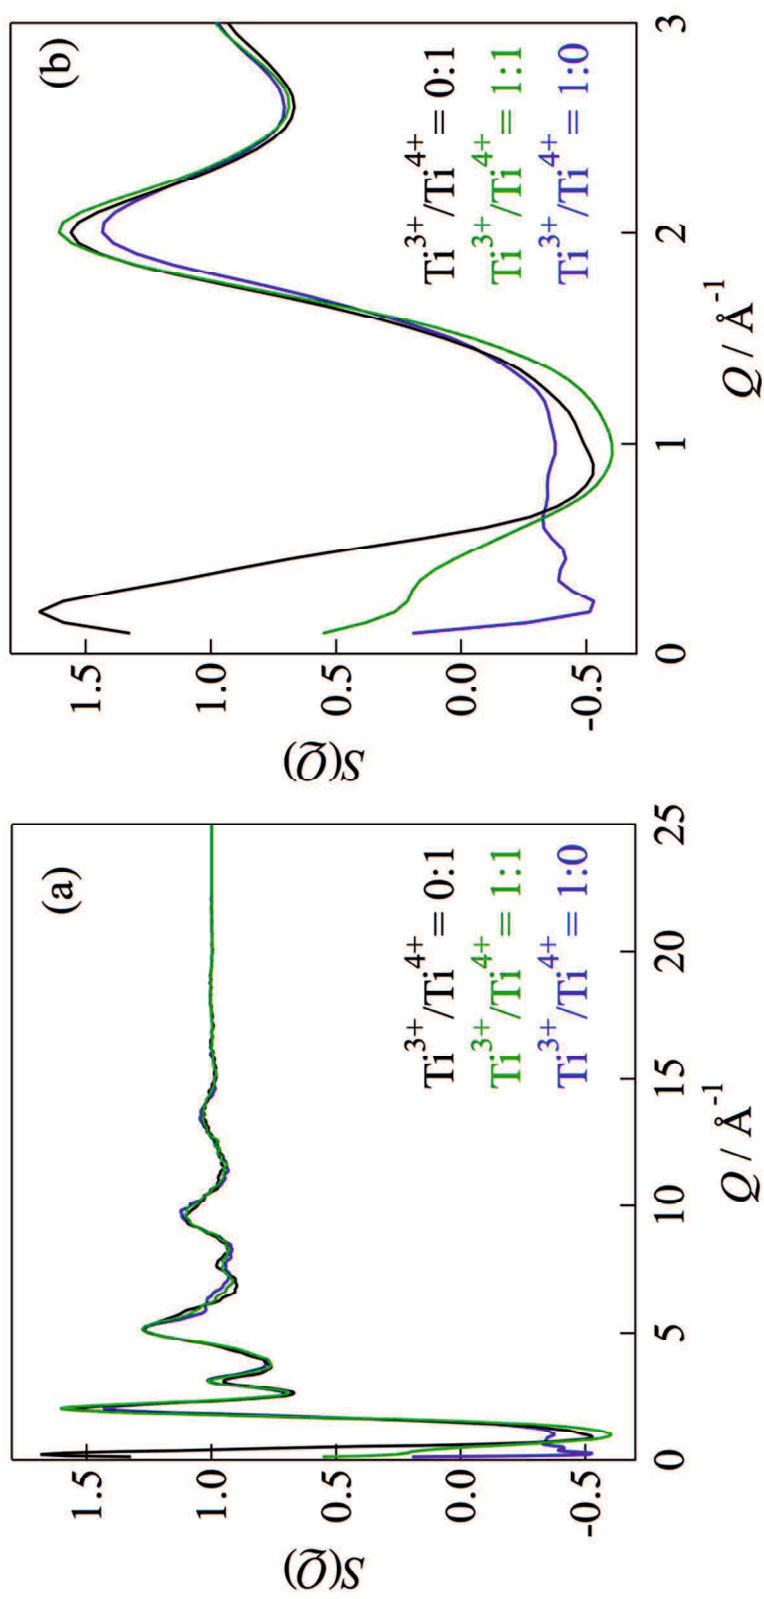 (a)
S(Q)
1.5
1.0
0.5
0.0
-0.5
0
5
10
15
20
25
Q / Å⁻¹
Ti³⁺/Ti⁴⁺ = 0:1
Ti³⁺/Ti⁴⁺ = 1:1
Ti³⁺/Ti⁴⁺ = 1:0
(b)
S(Q)
1.5
1.0
0.5
0.0
-0.5
0
1
2
3
Q / Å⁻¹
Ti³⁺/Ti⁴⁺ = 0:1
Ti³⁺/Ti⁴⁺ = 1:1
Ti³⁺/Ti⁴⁺ = 1:0